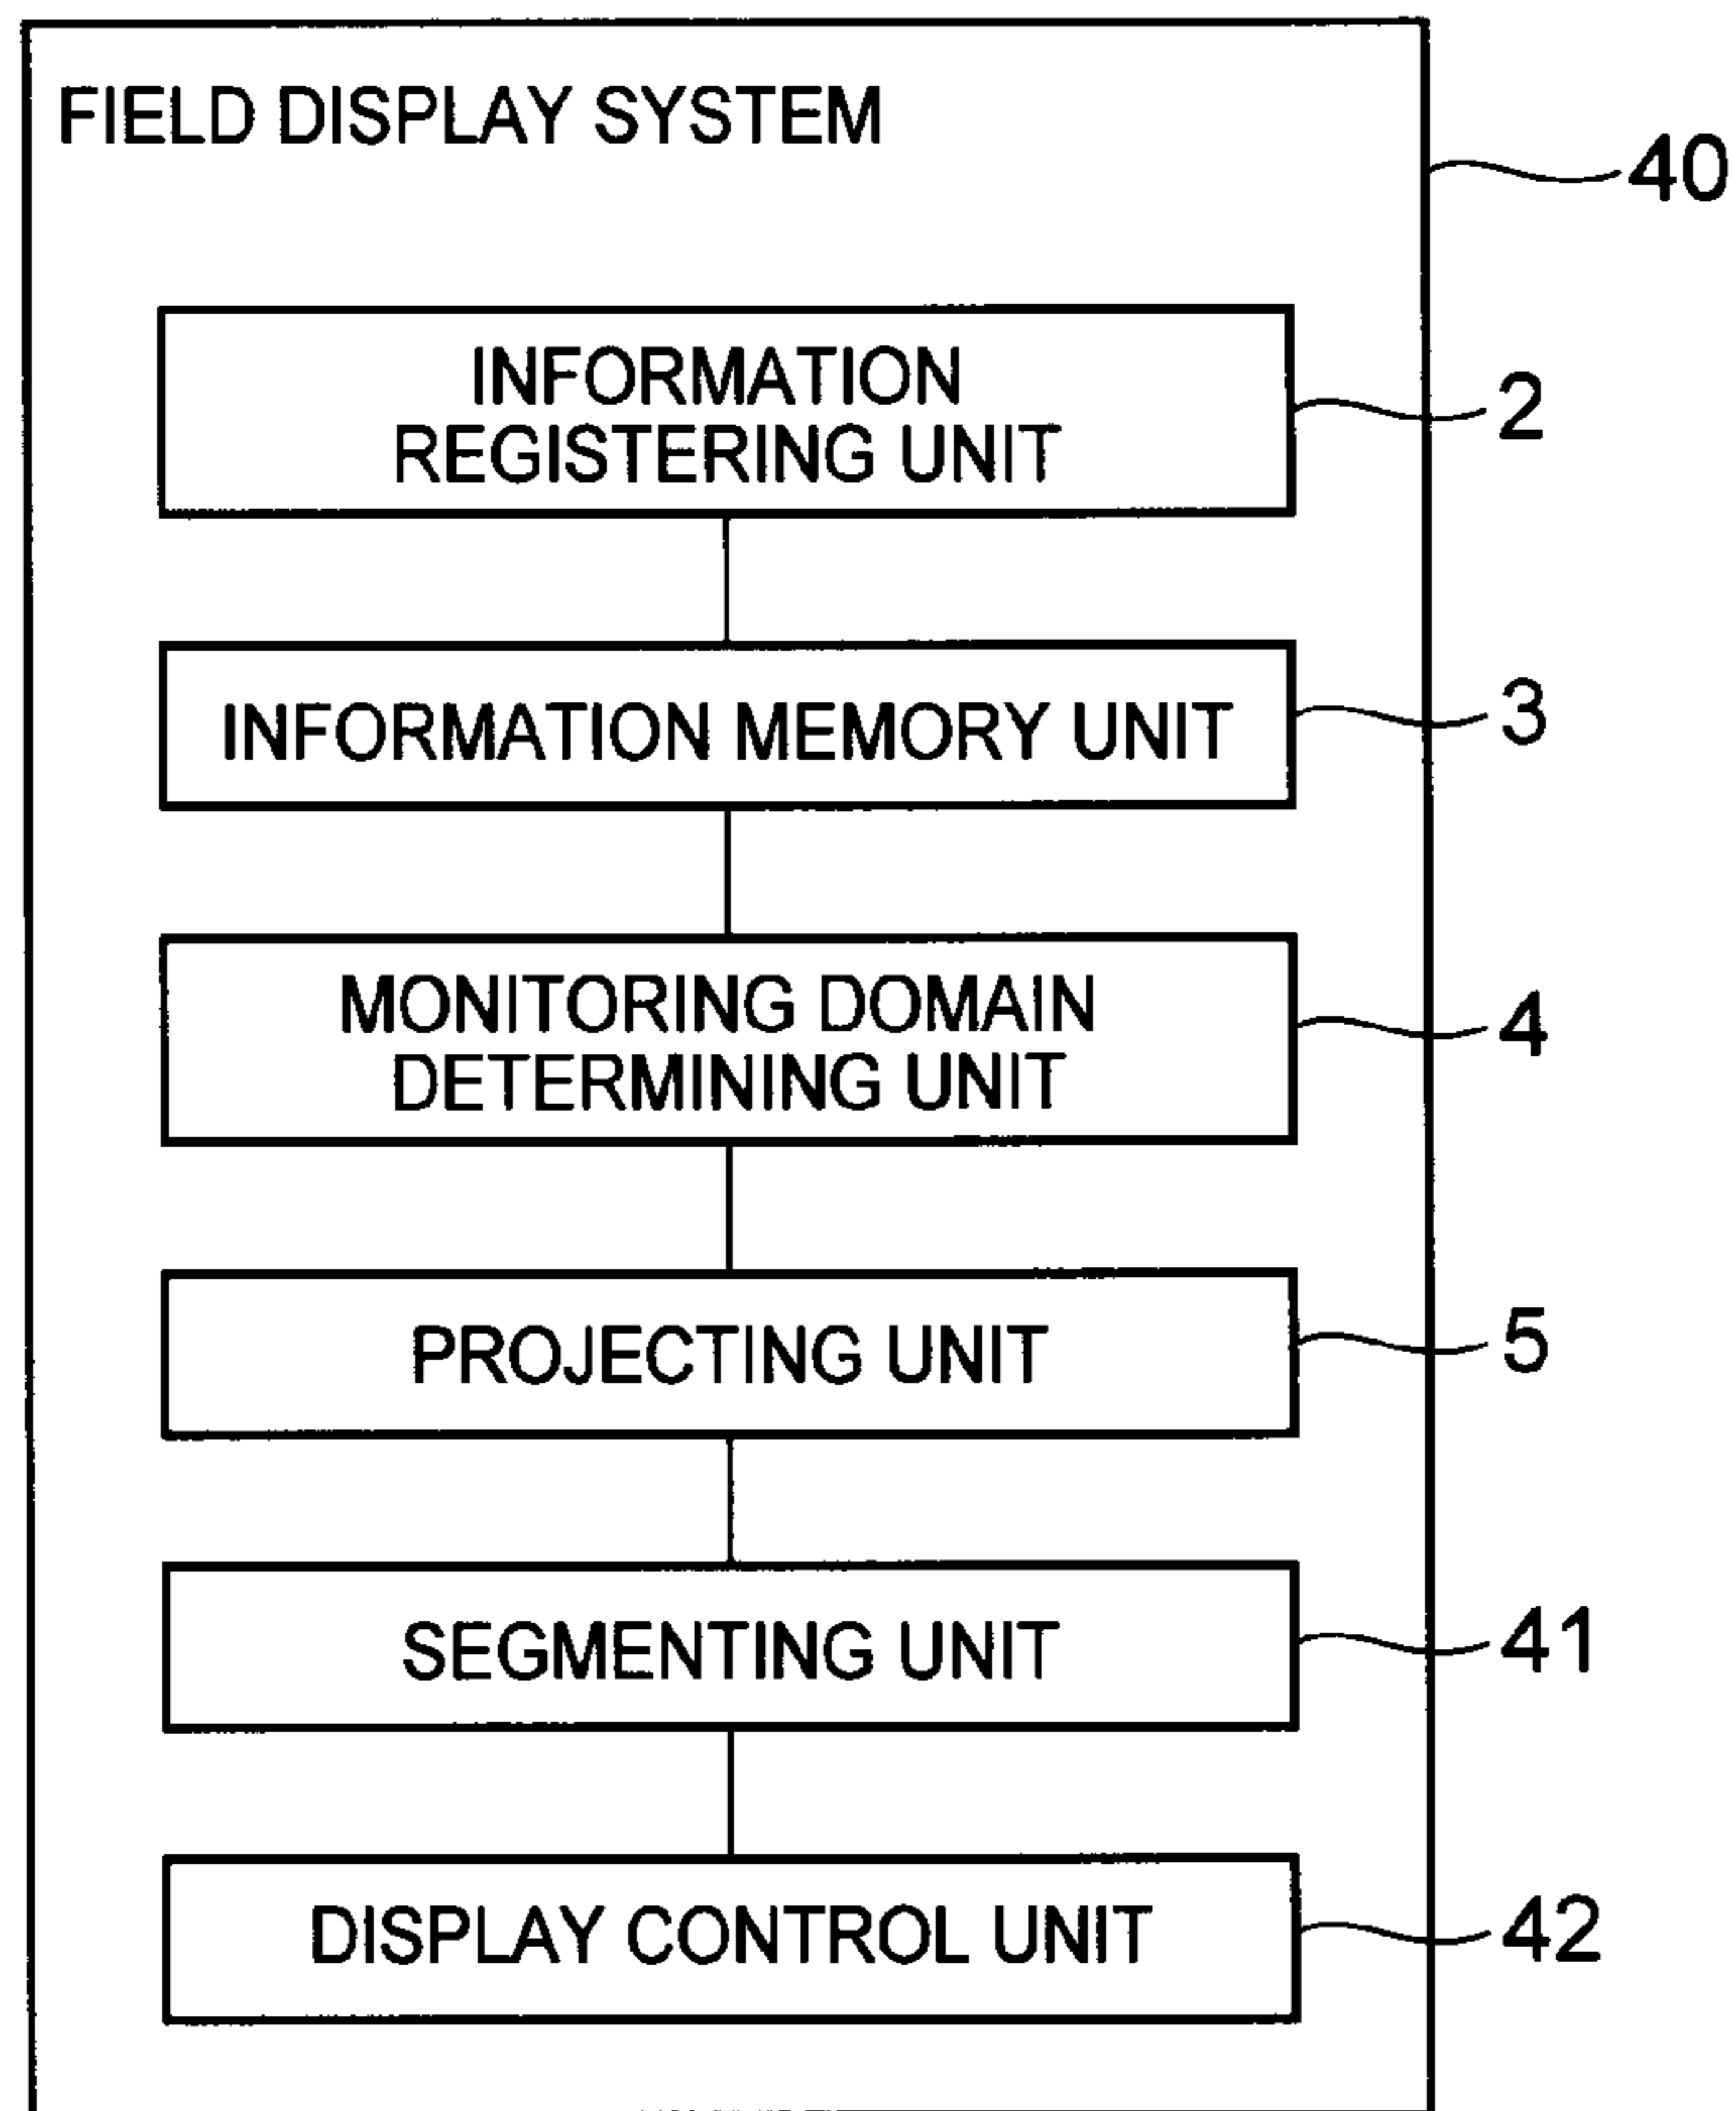 FIELD DISPLAY SYSTEM
40
INFORMATION
REGISTERING UNIT
2
INFORMATION MEMORY UNIT
3
MONITORING DOMAIN
DETERMINING UNIT
4
PROJECTING UNIT
5
SEGMENTING UNIT
41
DISPLAY CONTROL UNIT
42